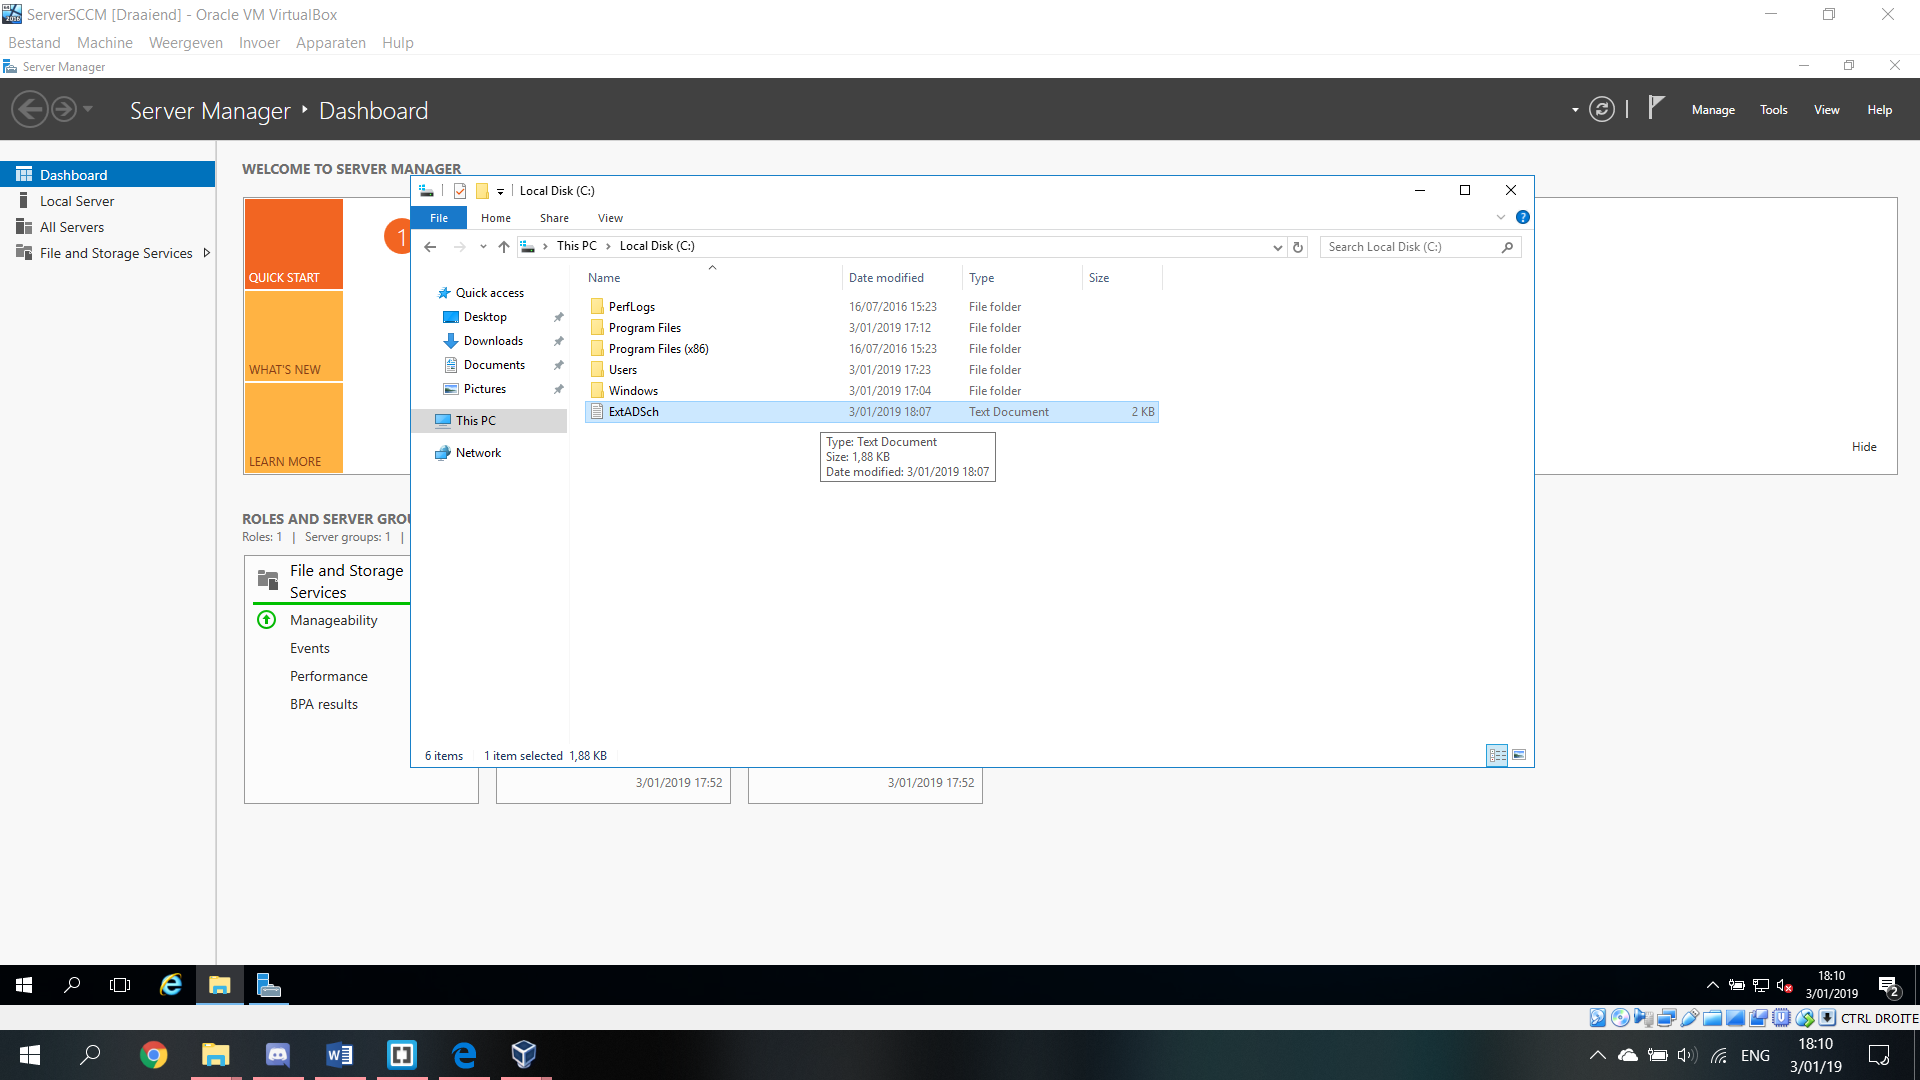 ServerSCCM [Draaiend] - Oracle VM VirtualBox
Bestand Machine Weergeven Invoer Apparaten Hulp
Server Manager
Server Manager Dashboard
Manage Tools View Help
Dashboard
Local Server
All Servers
File and Storage Services
WELCOME TO SERVER MANAGER
QUICK START
WHAT'S NEW
LEARN MORE
1
Hide
Local Disk (C:)
File Home Share View
This PC Local Disk (C:)
Search Local Disk (C:)
Quick access
Desktop
Downloads
Documents
Pictures
This PC
Network
Name Date modified Type Size
PerfLogs 16/07/2016 15:23 File folder
Program Files 3/01/2019 17:12 File folder
Program Files (x86) 16/07/2016 15:23 File folder
Users 3/01/2019 17:23 File folder
Windows 3/01/2019 17:04 File folder
ExtADSch 3/01/2019 18:07 Text Document 2 KB
Type: Text Document
Size: 1,88 KB
Date modified: 3/01/2019 18:07
6 items 1 item selected 1,88 KB
ROLES AND SERVER GROU
Roles: 1 | Server groups: 1 |
File and Storage
Services
Manageability
Events
Performance
BPA results
3/01/2019 17:52
3/01/2019 17:52
18:10
3/01/2019
2
CTRL DROITE
ENG
18:10
3/01/19